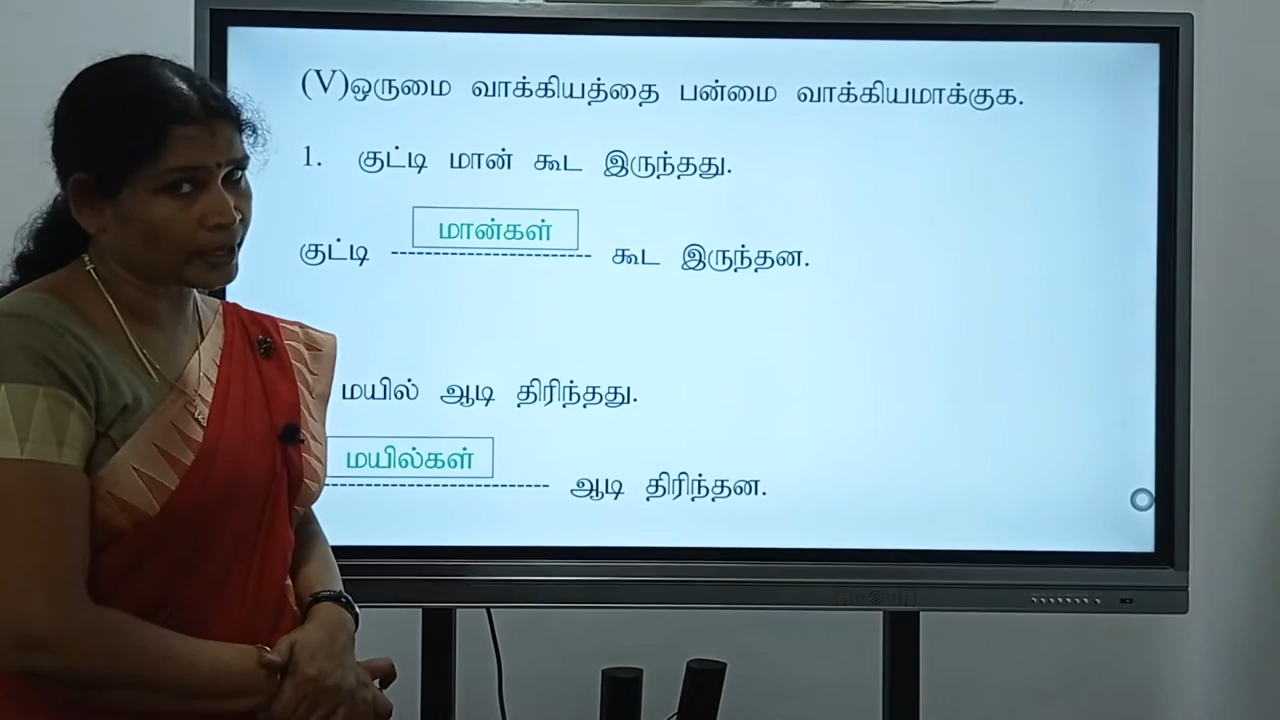 (V)ஒருமை வாக்கியத்தை பன்மை வாக்கியமாக்குக.
1. குட்டி மான் கூட இருந்தது.
மான்கள்
குட்டி -------------------------- கூட இருந்தன.
மயில் ஆடி திரிந்தது.
மயில்கள்
----------------------------- ஆடி திரிந்தன.